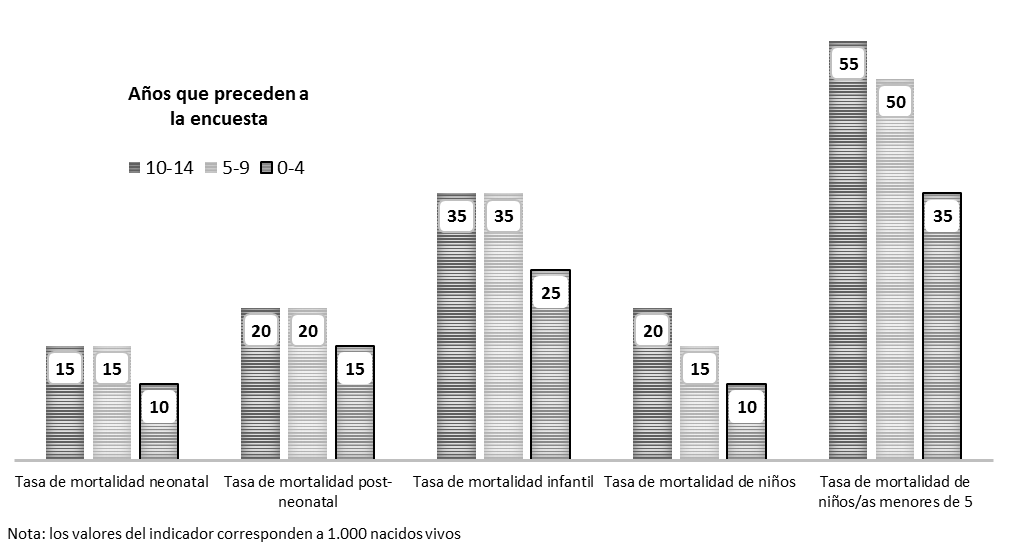 Años que preceden a
la encuesta
10-14 5-9 0-4
15 15 10
20 20 15
35 35 25
20 15 10
55 50 35
Tasa de mortalidad neonatal
Tasa de mortalidad post-
neonatal
Tasa de mortalidad infantil
Tasa de mortalidad de niños
Tasa de mortalidad de
niños/as menores de 5
Nota: los valores del indicador corresponden a 1.000 nacidos vivos